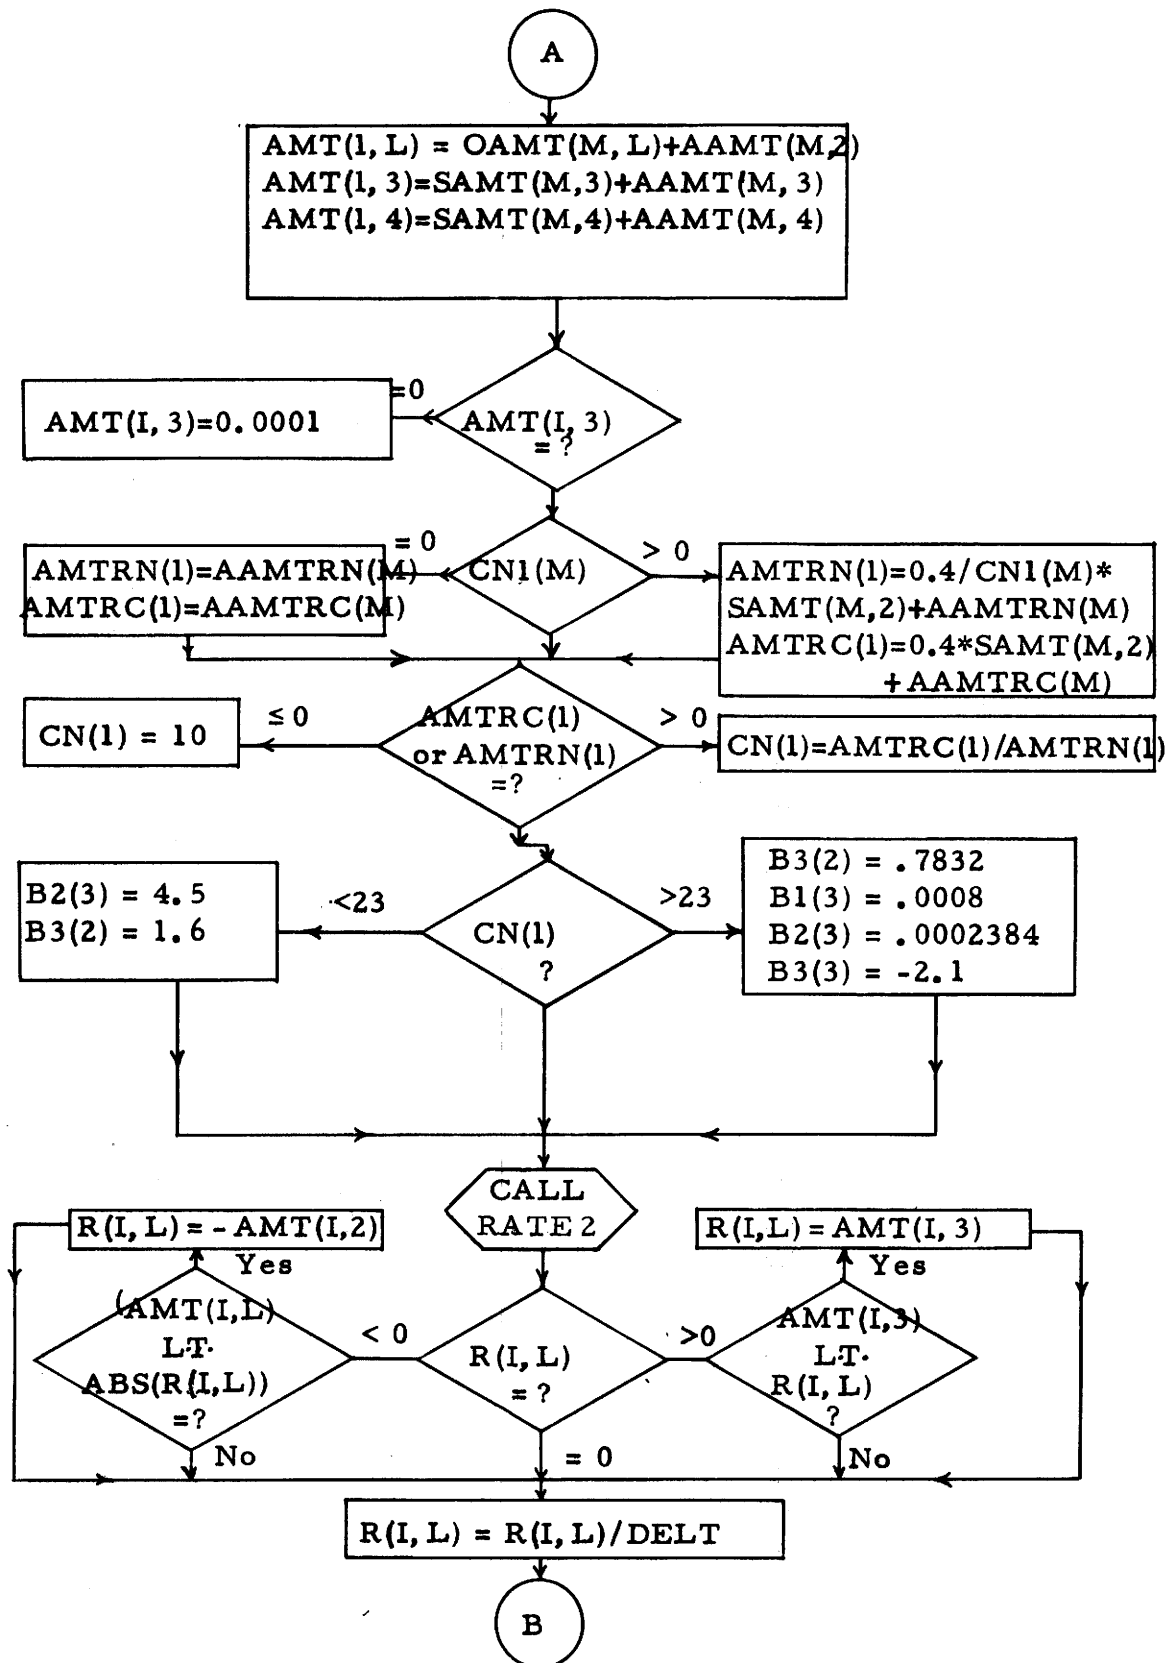 A
AMT(1, L) = OAMT(M, L)+AAMT(M,2)
AMT(1, 3)=SAMT(M,3)+AAMT(M, 3)
AMT(1, 4)=SAMT(M,4)+AAMT(M, 4)
=0
AMT(I, 3)=0.0001
AMT(I, 3)
= ?
= 0
CN1(M)
> 0
AMTRN(1)=AAMTRN(M)
AMTRC(1)=AAMTRC(M)
AMTRN(1)=0.4/CN1(M)*
SAMT(M,2)+AAMTRN(M)
AMTRC(1)=0.4*SAMT(M,2)
+AAMTRC(M)
≤ 0
CN(1) = 10
AMTRC(1)
or AMTRN(1)
=?
> 0
CN(1)=AMTRC(1)/AMTRN(1)
B2(3) = 4.5
B3(2) = 1.6
<23
CN(1)
?
>23
B3(2) = .7832
B1(3) = .0008
B2(3) = .0002384
B3(3) = -2.1
CALL
RATE 2
R(I, L) = - AMT(I,2)
Yes
R(I,L) = AMT(I, 3)
Yes
(AMT(I,L)
L.T.
ABS(R(I,L))
=?
< 0
R(I, L)
= ?
>0
AMT(I,3)
L.T.
R(I, L)
?
No
= 0
No
R(I, L) = R(I, L)/DELT
B